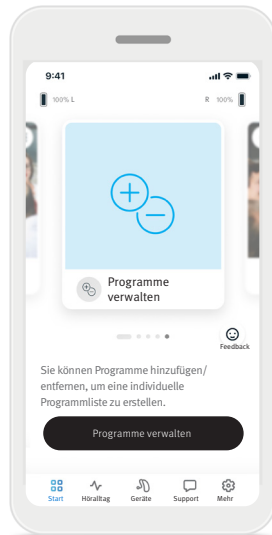 9:41
100% L
R 100%
Programme
verwalten
Feedback
Sie können Programme hinzufügen/
entfernen, um eine individuelle
Programmliste zu erstellen.
Programme verwalten
Start Höralltag Geräte Support Mehr